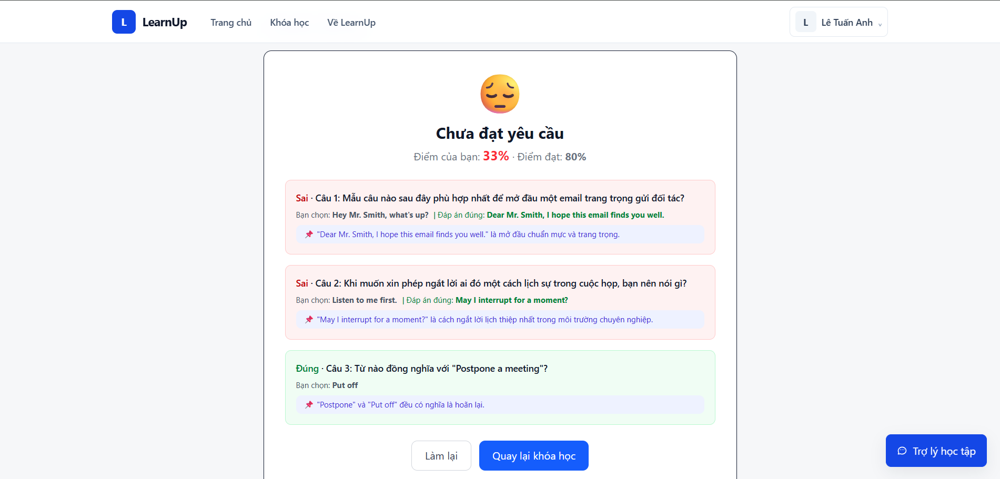 L LearnUp Trang chủ Khóa học Về LearnUp L Lê Tuấn Anh
Chưa đạt yêu cầu
Điểm của bạn: 33% · Điểm đạt: 80%
Sai · Câu 1: Mẫu câu nào sau đây phù hợp nhất để mở đầu một email trang trọng gửi đối tác?
Bạn chọn: Hey Mr. Smith, what's up? | Đáp án đúng: Dear Mr. Smith, I hope this email finds you well.
"Dear Mr. Smith, I hope this email finds you well." là mở đầu chuẩn mực và trang trọng.
Sai · Câu 2: Khi muốn xin phép ngắt lời ai đó một cách lịch sự trong cuộc họp, bạn nên nói gì?
Bạn chọn: Listen to me first. | Đáp án đúng: May I interrupt for a moment?
"May I interrupt for a moment?" là cách ngắt lời lịch thiệp nhất trong môi trường chuyên nghiệp.
Đúng · Câu 3: Từ nào đồng nghĩa với "Postpone a meeting"?
Bạn chọn: Put off
"Postpone" và "Put off" đều có nghĩa là hoãn lại.
Làm lại Quay lại khóa học
Trợ lý học tập